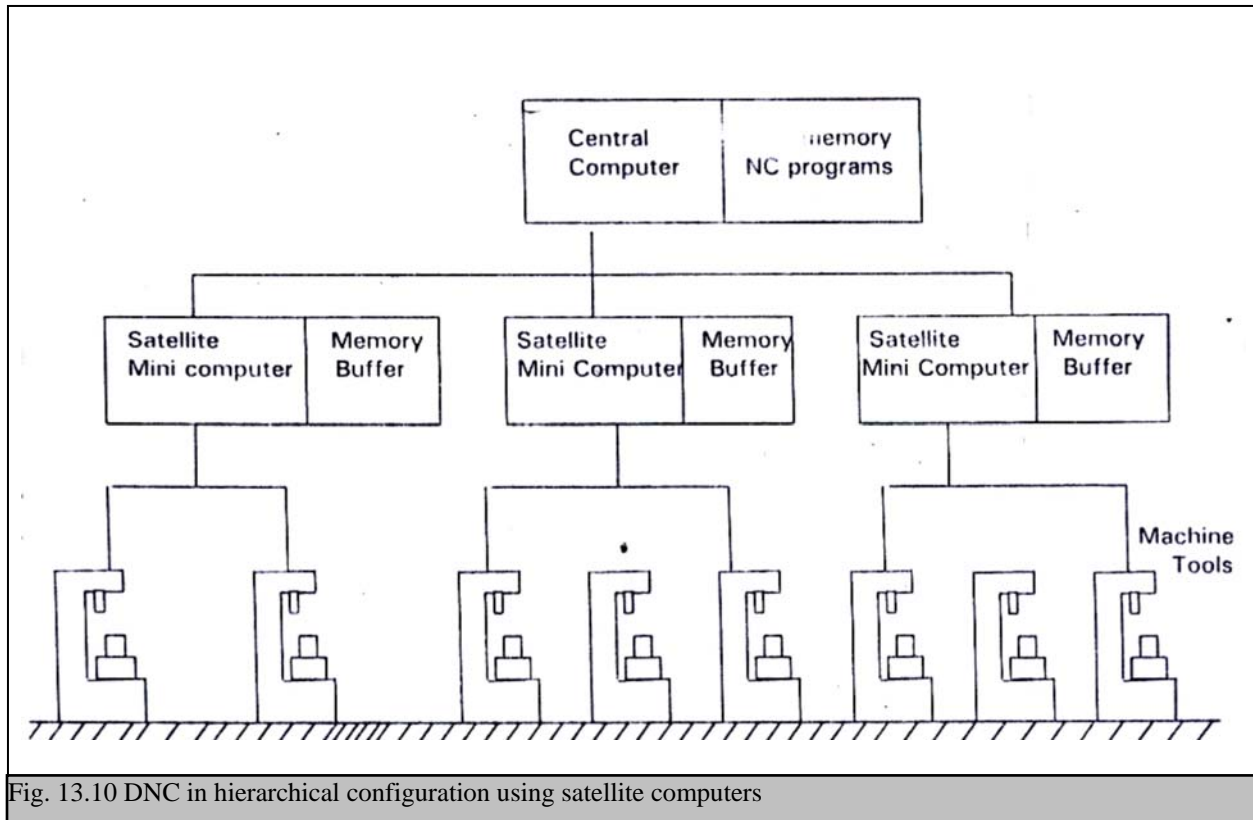 Central
Computer
memory
NC programs
Satellite
Mini computer
Memory
Buffer
Satellite
Mini Computer
Memory
Buffer
Satellite
Mini Computer
Memory
Buffer
Machine
Tools
Fig. 13.10 DNC in hierarchical configuration using satellite computers